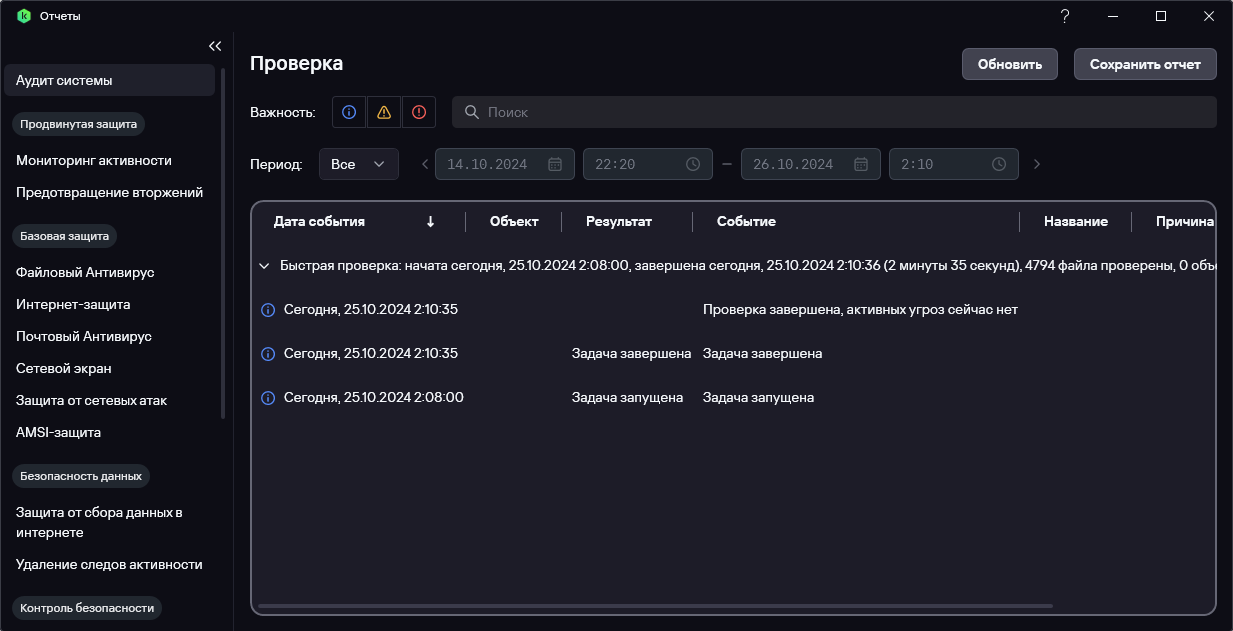 Отчеты
Аудит системы
Продвинутая защита
Мониторинг активности
Предотвращение вторжений
Базовая защита
Файловый Антивирус
Интернет-защита
Почтовый Антивирус
Сетевой экран
Защита от сетевых атак
AMSI-защита
Безопасность данных
Защита от сбора данных в
интернете
Удаление следов активности
Контроль безопасности
Проверка
Обновить
Сохранить отчет
Важность:
Поиск
Период: Все 14.10.2024 22:20 – 26.10.2024 2:10
Дата события ↓ Объект Результат Событие Название Причина
Быстрая проверка: начата сегодня, 25.10.2024 2:08:00, завершена сегодня, 25.10.2024 2:10:36 (2 минуты 35 секунд), 4794 файла проверены, 0 объе
Сегодня, 25.10.2024 2:10:35 Проверка завершена, активных угроз сейчас нет
Сегодня, 25.10.2024 2:10:35 Задача завершена Задача завершена
Сегодня, 25.10.2024 2:08:00 Задача запущена Задача запущена